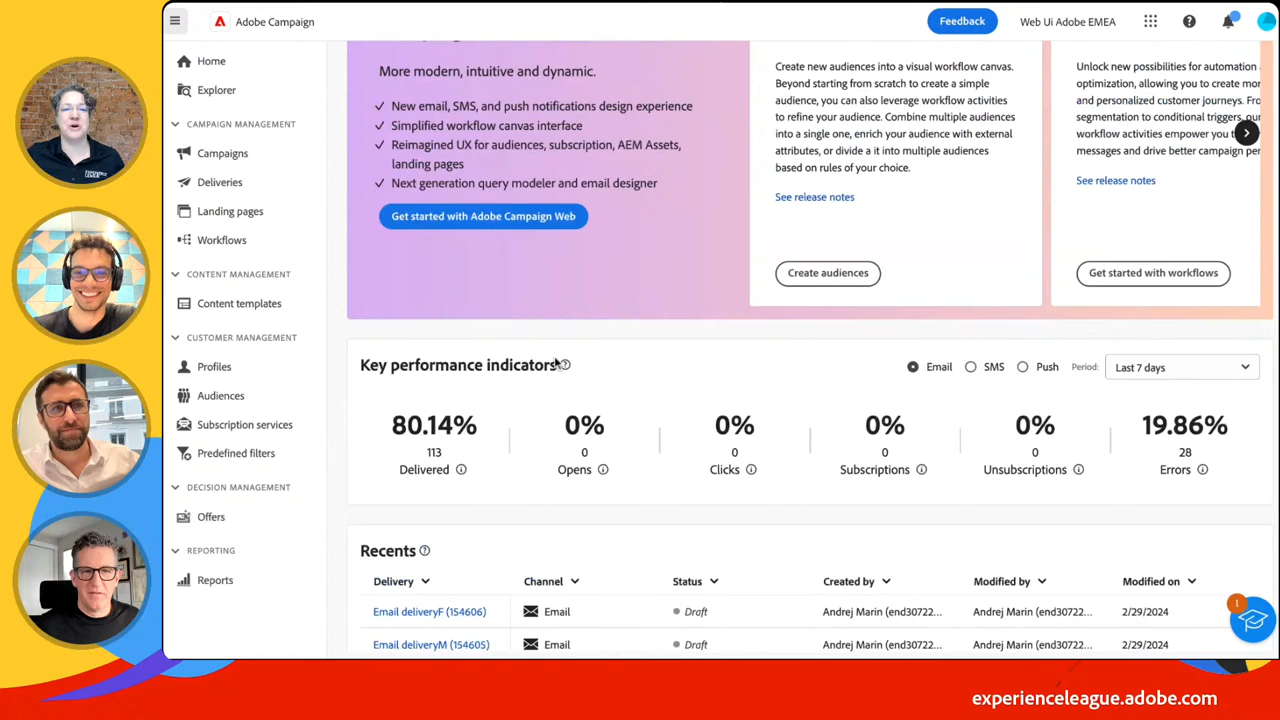 Adobe Campaign
Feedback
Web Ui Adobe EMEA
Home
Explorer
CAMPAIGN MANAGEMENT
Campaigns
Deliveries
Landing pages
Workflows
CONTENT MANAGEMENT
Content templates
CUSTOMER MANAGEMENT
Profiles
Audiences
Subscription services
Predefined filters
DECISION MANAGEMENT
Offers
REPORTING
Reports
More modern, intuitive and dynamic.
New email, SMS, and push notifications design experience
Simplified workflow canvas interface
Reimagined UX for audiences, subscription, AEM Assets,
landing pages
Next generation query modeler and email designer
Get started with Adobe Campaign Web
Create new audiences into a visual workflow canvas.
Beyond starting from scratch to create a simple
audience, you can also leverage workflow activities
to refine your audience. Combine multiple audiences
into a single one, enrich your audience with external
attributes, or divide a it into multiple audiences
based on rules of your choice.
See release notes
Create audiences
Unlock new possibilities for automation
optimization, allowing you to create more
and personalized customer journeys. Fro
segmentation to conditional triggers, our
workflow activities empower you t
messages and drive better campaign pe
See release notes
Get started with workflows
Key performance indicators
Email SMS Push Period: Last 7 days
80.14% 0% 0% 0% 0% 19.86%
113 0 0 0 0 28
Delivered Opens Clicks Subscriptions Unsubscriptions Errors
Recents
Delivery Channel Status Created by Modified by Modified on
Email deliveryF (154606) Email Draft Andrej Marin (end30722... Andrej Marin (end30722... 2/29/2024
Email deliveryM (154605) Email Draft Andrej Marin (end30722... Andrej Marin (end30722... 2/29/2024
1
experienceleague.adobe.com